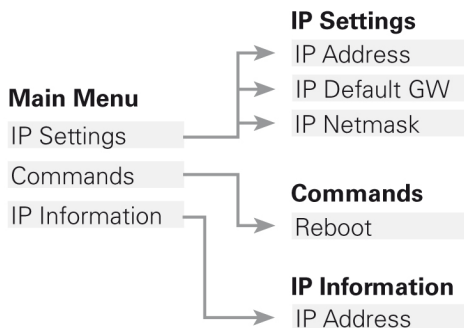 Main Menu
IP Settings
Commands
IP Information
IP Settings
IP Address
IP Default GW
IP Netmask
Commands
Reboot
IP Information
IP Address